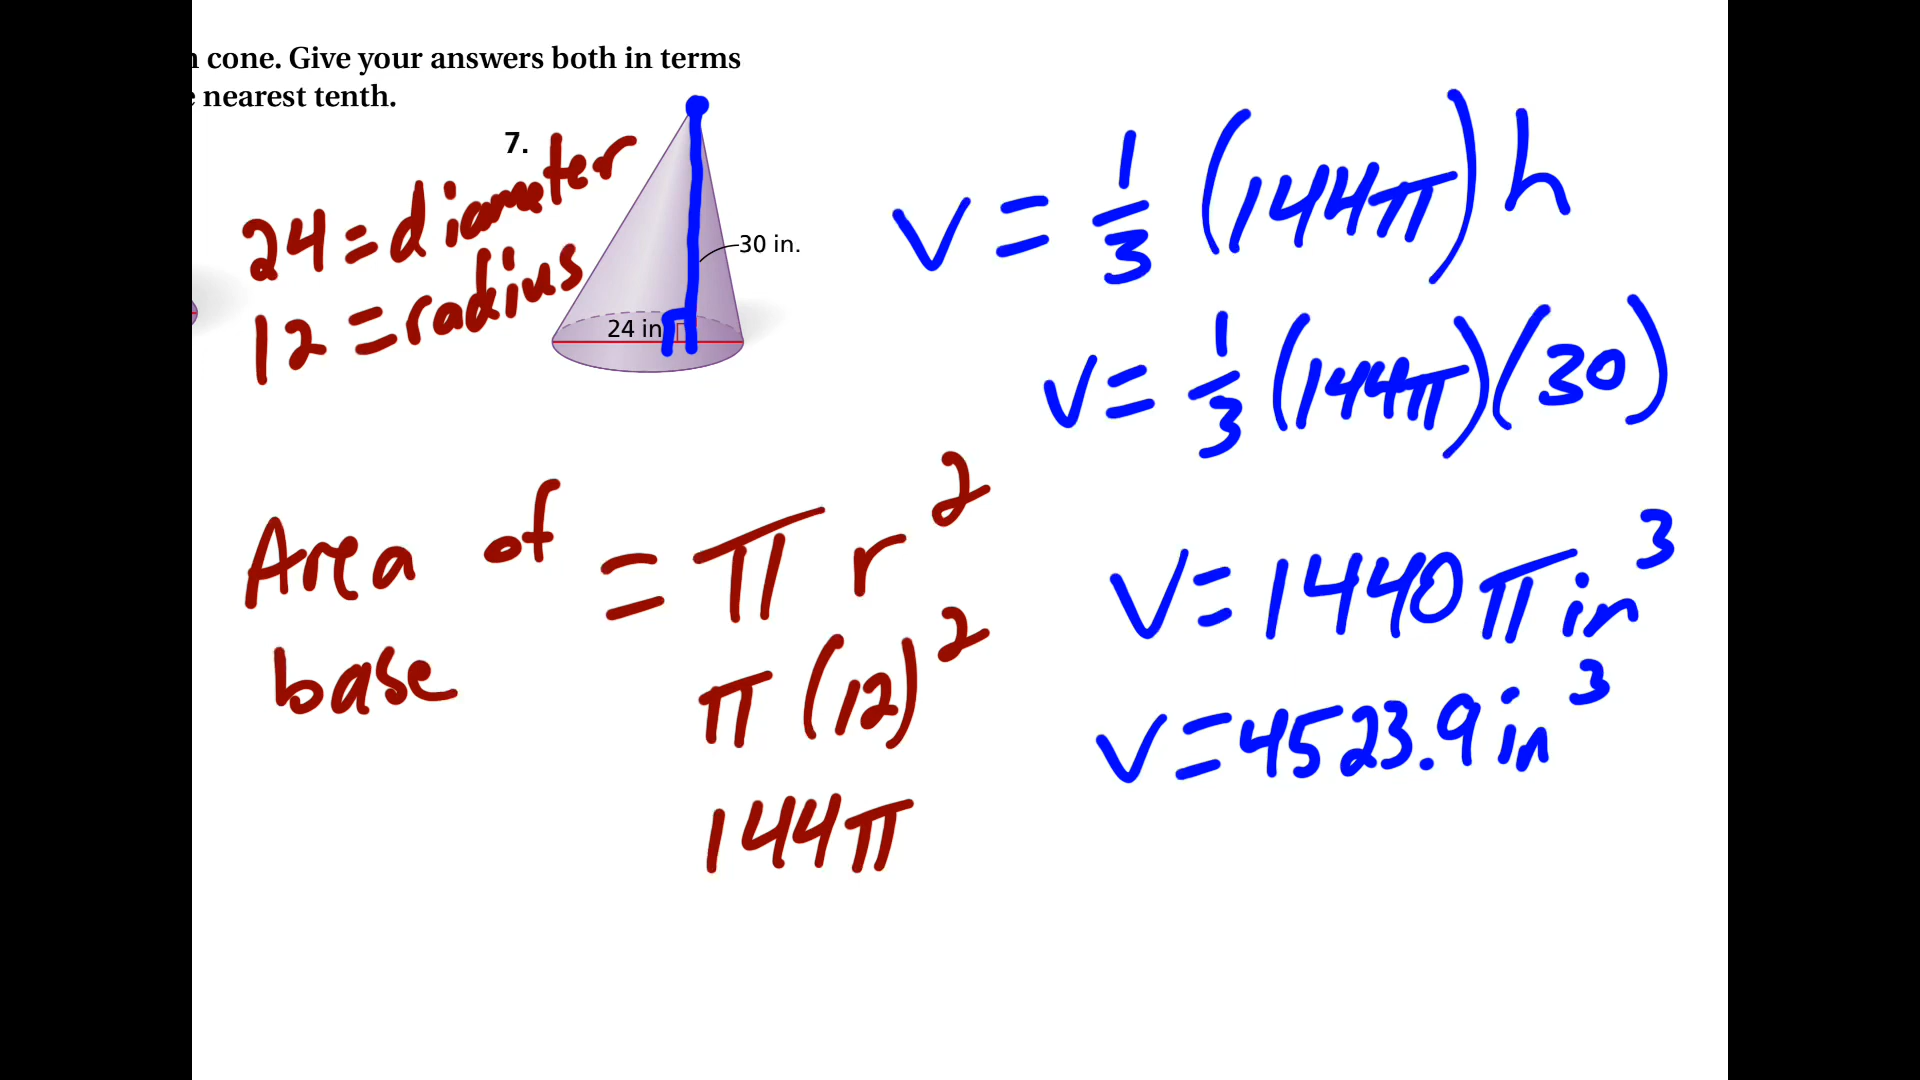 cone. Give your answers both in terms
nearest tenth.
7.
24 = diameter
12 = radius
30 in.
24 in
Area of base = π r²
π (12)²
144π
V = 1/3 (144π) h
V = 1/3 (144π)(30)
V = 1440 π in³
V = 4523.9 in³